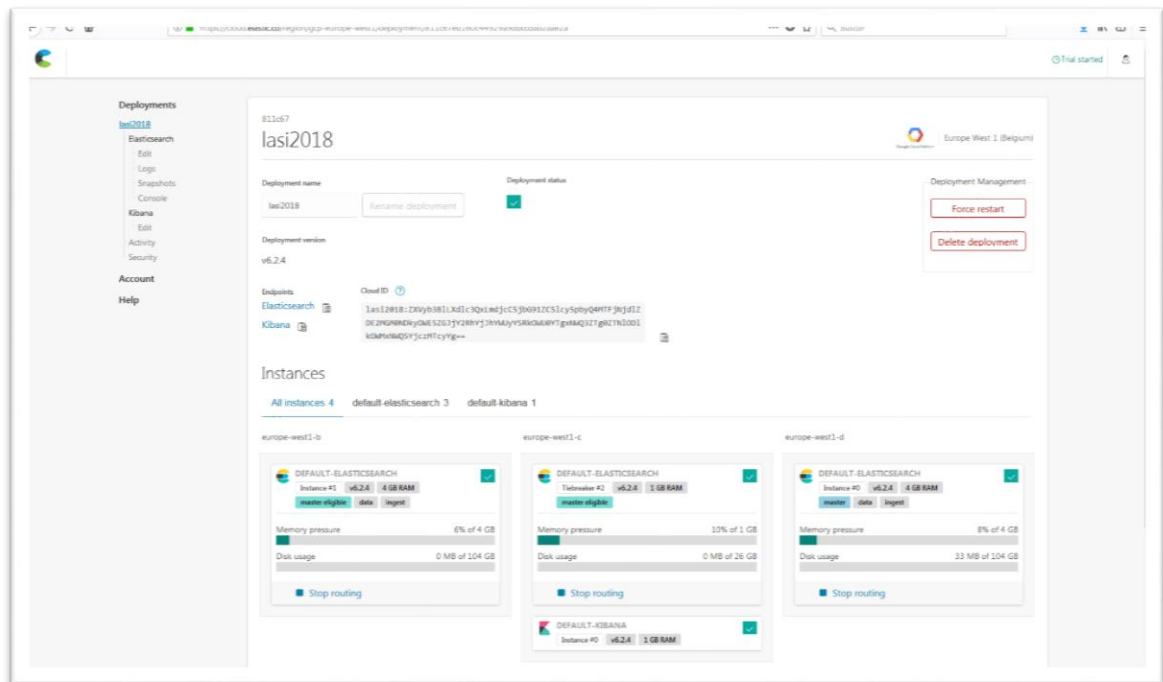 Trial started
Deployments
lasi2018
Elasticsearch
Edit
Logs
Snapshots
Console
Kibana
Edit
Activity
Security
Account
Help
811c67
lasi2018
Europe West 1 (Belgium)
Deployment name
lasi2018
Rename deployment
Deployment status
Deployment Management
Force restart
Delete deployment
Deployment version
v6.2.4
Endpoints
Elasticsearch
Kibana
Cloud ID
Instances
All instances 4 default-elasticsearch 3 default-kibana 1
europe-west1-b
DEFAULT-ELASTICSEARCH
Instance #1 v6.2.4 4 GB RAM
master eligible data ingest
Memory pressure 6% of 4 GB
Disk usage 0 MB of 104 GB
Stop routing
europe-west1-c
DEFAULT-ELASTICSEARCH
Tiebreaker #2 v6.2.4 1 GB RAM
master eligible
Memory pressure 10% of 1 GB
Disk usage 0 MB of 26 GB
Stop routing
DEFAULT-KIBANA
Instance #0 v6.2.4 1 GB RAM
europe-west1-d
DEFAULT-ELASTICSEARCH
Instance #0 v6.2.4 4 GB RAM
master data ingest
Memory pressure 8% of 4 GB
Disk usage 33 MB of 104 GB
Stop routing